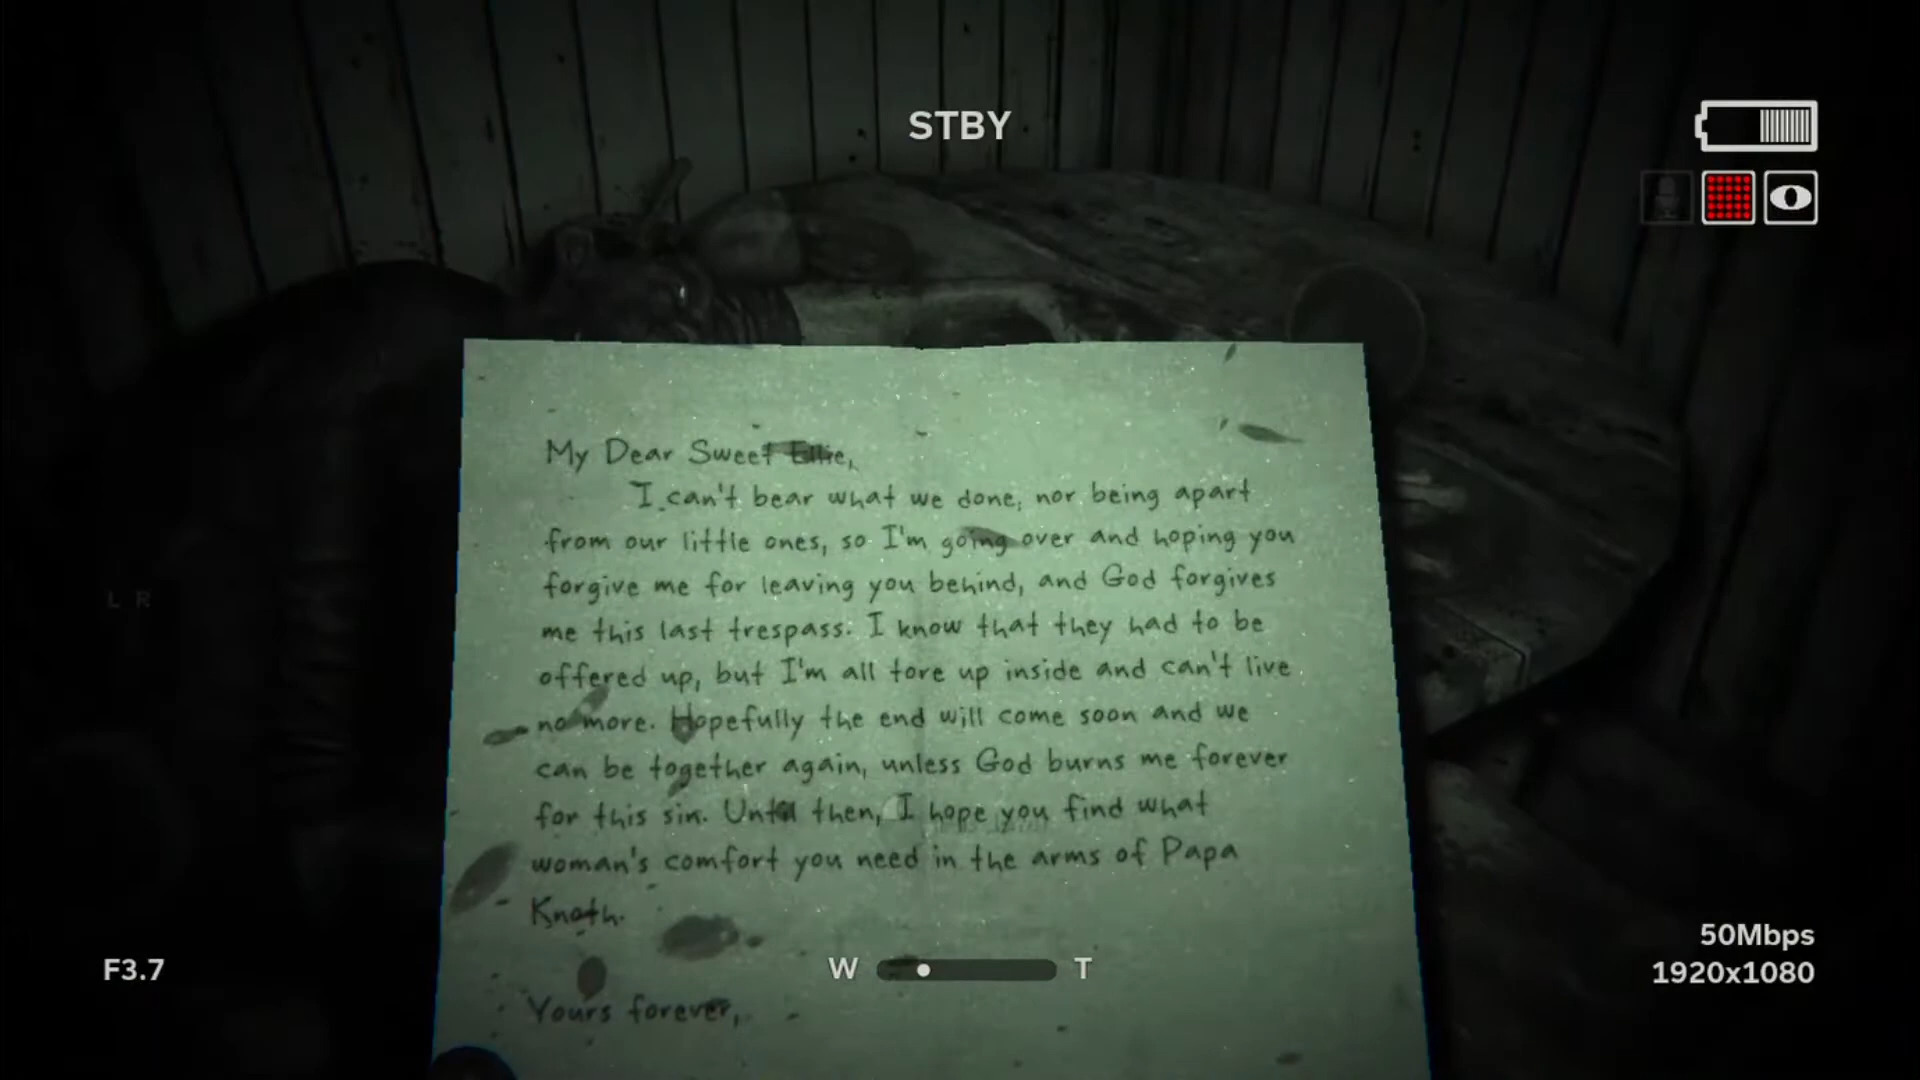 STBY
My Dear Sweet Ellie,
I can't bear what we done, nor being apart
from our little ones, so I'm going over and hoping you
forgive me for leaving you behind, and God forgives
me this last trespass. I know that they had to be
offered up, but I'm all tore up inside and can't live
no more. Hopefully the end will come soon and we
can be together again, unless God burns me forever
for this sin. Until then, I hope you find what
woman's comfort you need in the arms of Papa
Knoth.
Yours forever,
L R
F3.7
W T
50Mbps
1920x1080